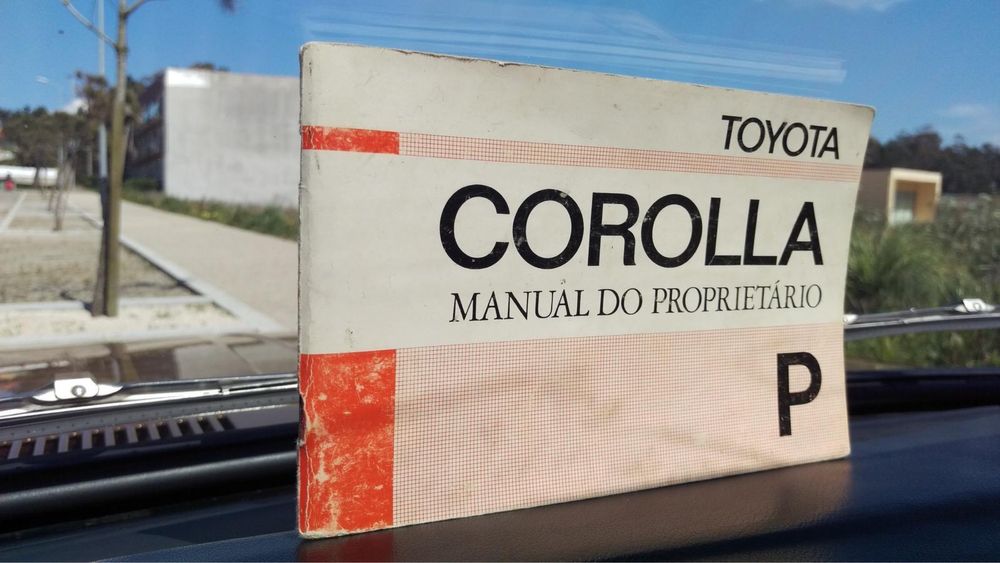 TOYOTA
COROLLA
MANUAL DO PROPRIETÁRIO
P